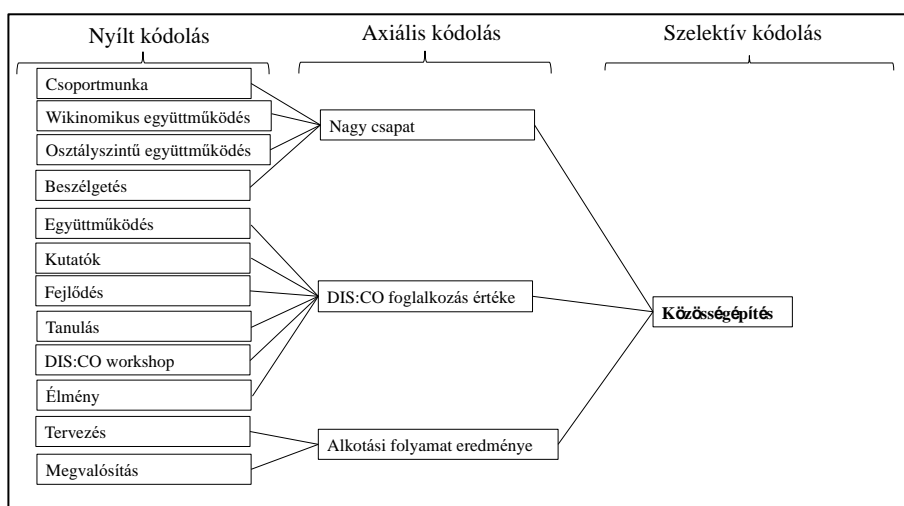 Nyílt kódolás
Axiális kódolás
Szelektív kódolás
Csoportmunka
Wikinomikus együttműködés
Osztályszintű együttműködés
Beszélgetés
Együttműködés
Kutatók
Fejlődés
Tanulás
DIS:CO workshop
Élmény
Tervezés
Megvalósítás
Nagy csapat
DIS:CO foglalkozás értéke
Alkotási folyamat eredménye
Közösségépítés